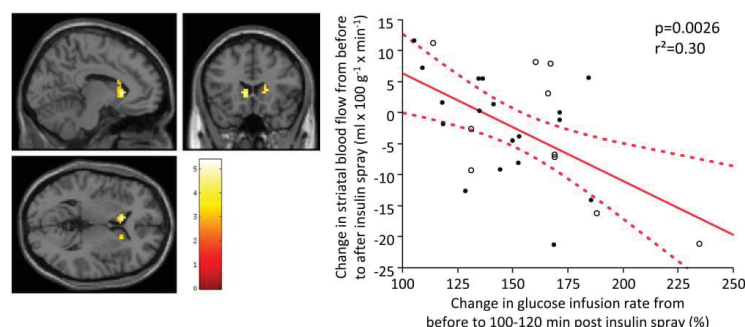 5
4
3
2
1
0
Change in striatal blood flow from before
to after insulin spray (ml x 100 g⁻¹ x min⁻¹)
15
10
5
0
-5
-10
-15
-20
-25
p=0.0026
r²=0.30
100 125 150 175 200 225 250
Change in glucose infusion rate from
before to 100-120 min post insulin spray (%)